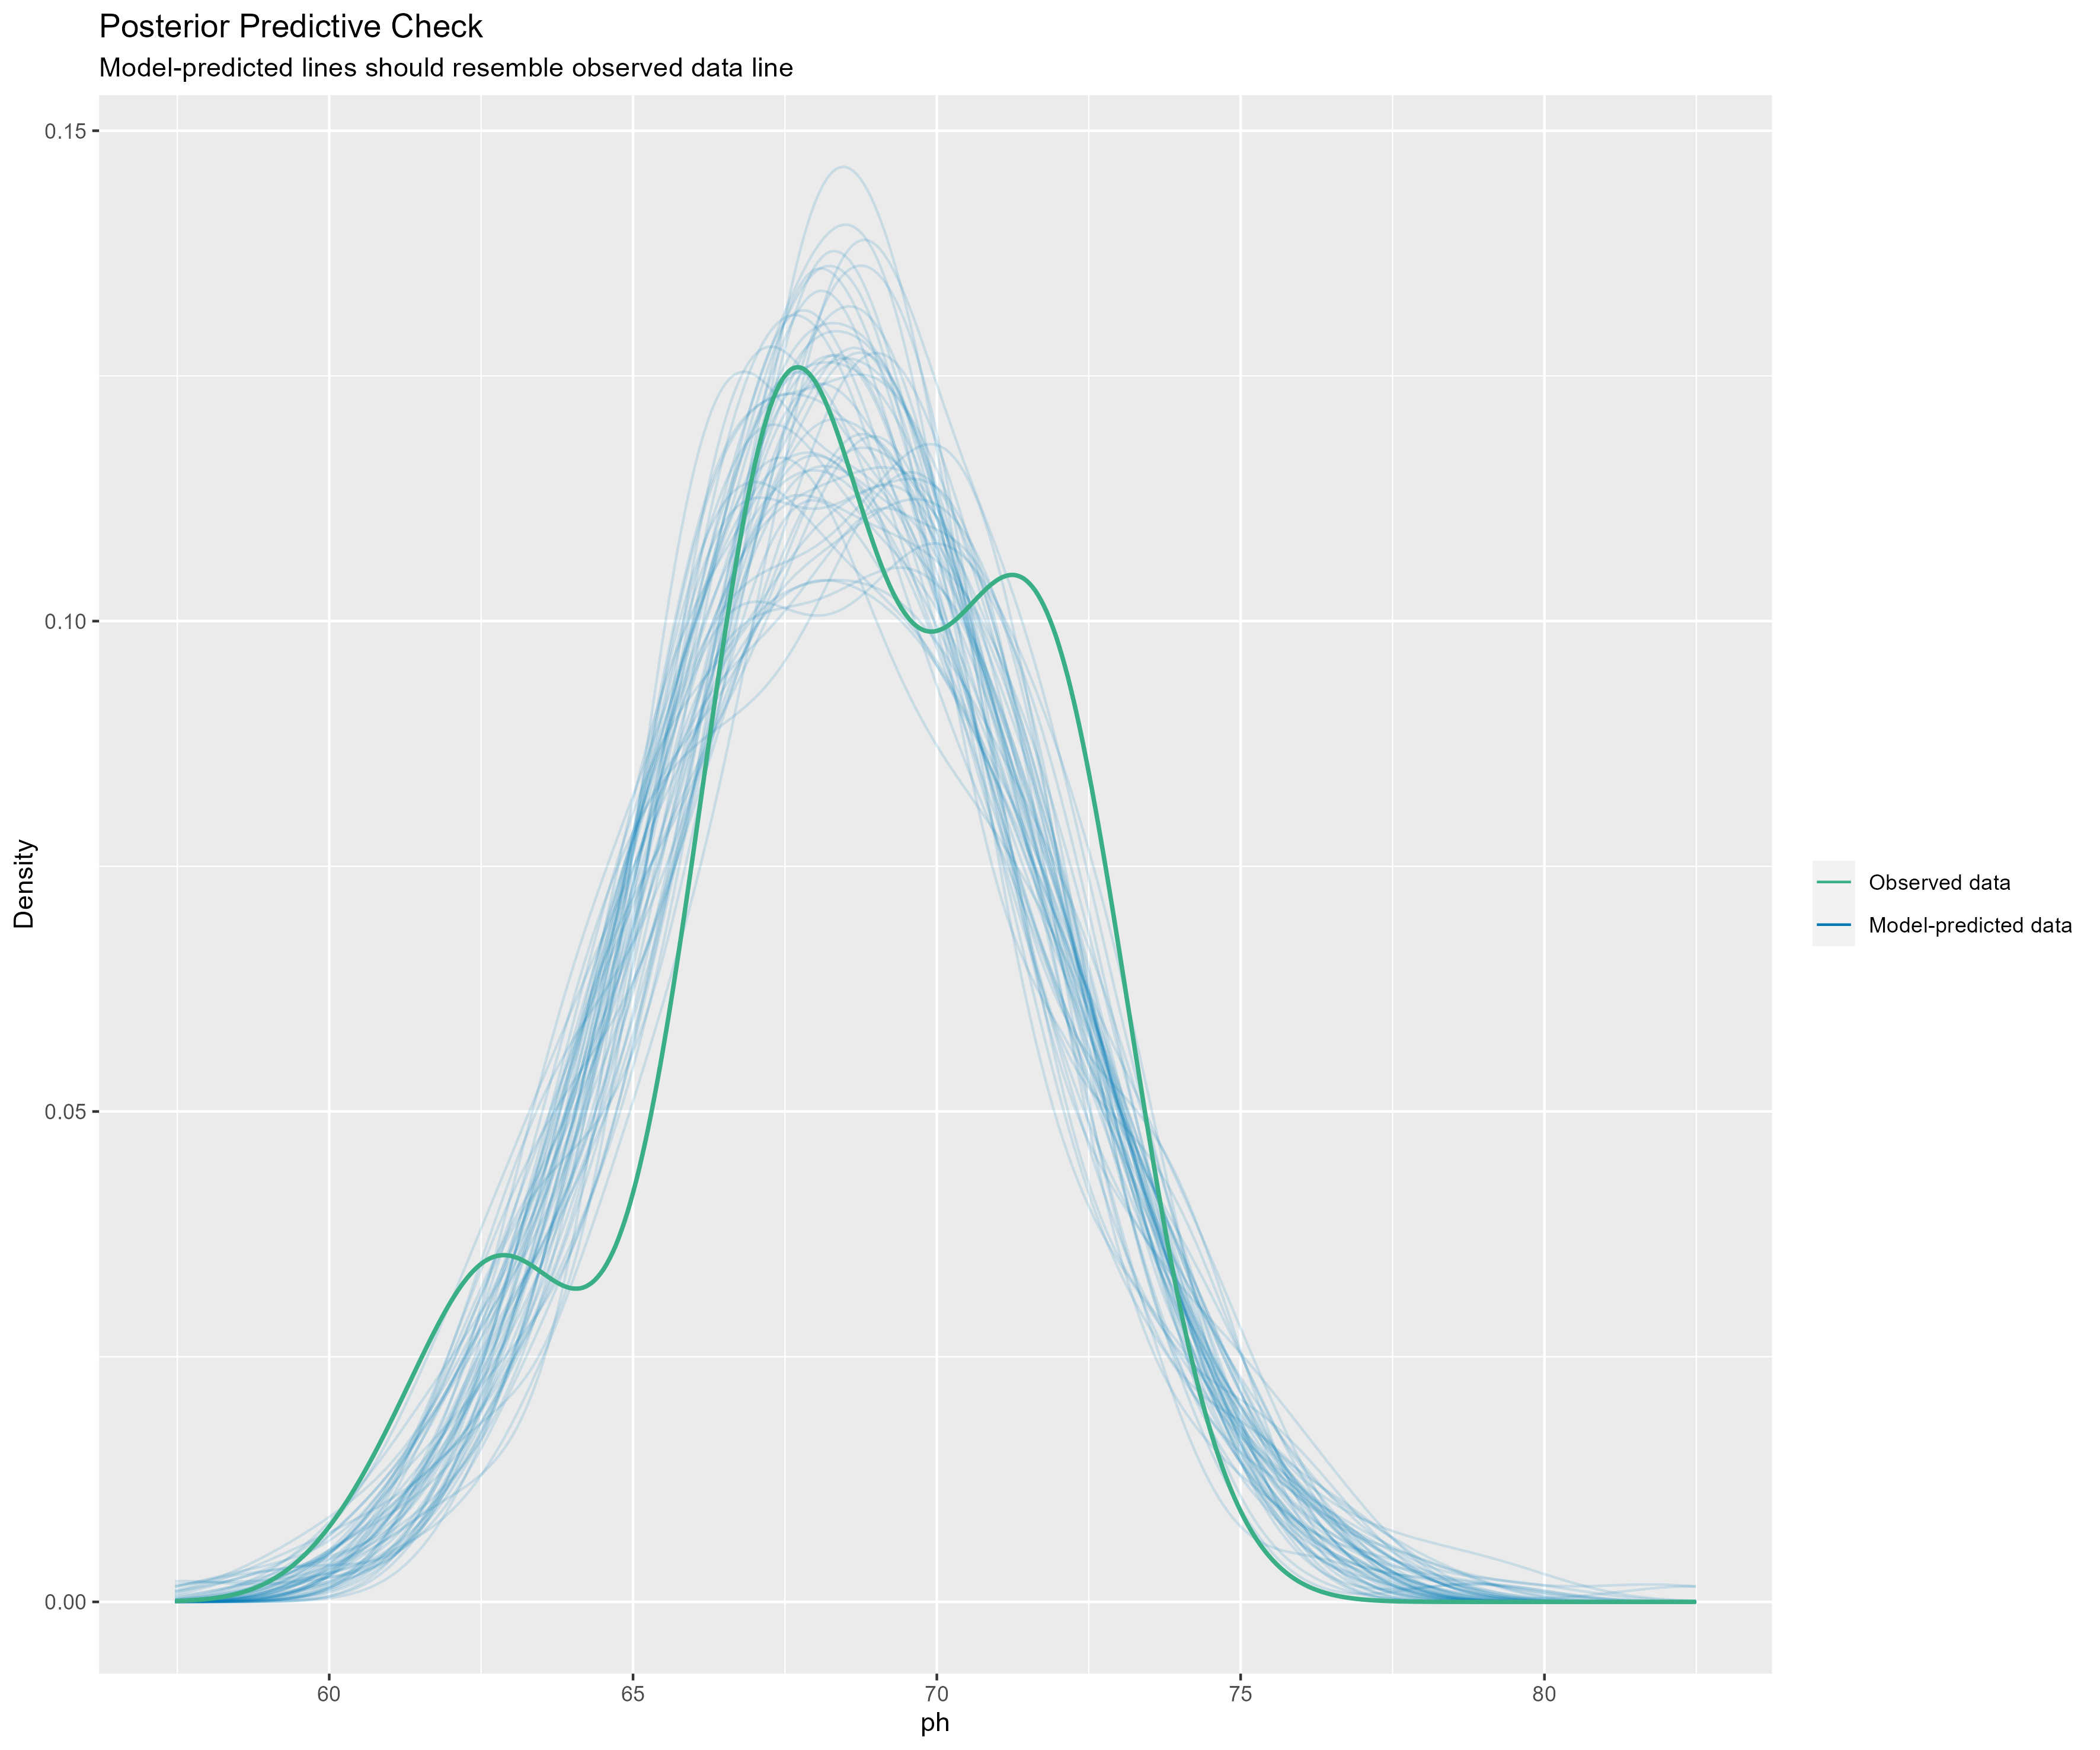 Posterior Predictive Check
Model-predicted lines should resemble observed data line
0.15
0.10
0.05
0.00
Density
60 65 70 75 80
ph
Observed data
Model-predicted data